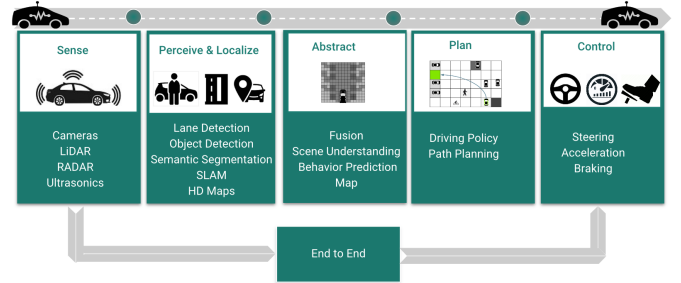 Sense
Cameras
LiDAR
RADAR
Ultrasonics
Perceive & Localize
Lane Detection
Object Detection
Semantic Segmentation
SLAM
HD Maps
Abstract
Fusion
Scene Understanding
Behavior Prediction
Map
Plan
Driving Policy
Path Planning
Control
Steering
Acceleration
Braking
End to End